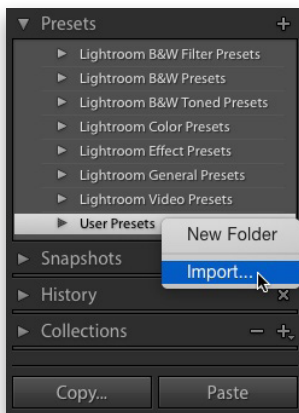 Presets
Lightroom B&W Filter Presets
Lightroom B&W Presets
Lightroom B&W Toned Presets
Lightroom Color Presets
Lightroom Effect Presets
Lightroom General Presets
Lightroom Video Presets
User Presets
New Folder
Import...
Snapshots
History
Collections
Copy... Paste